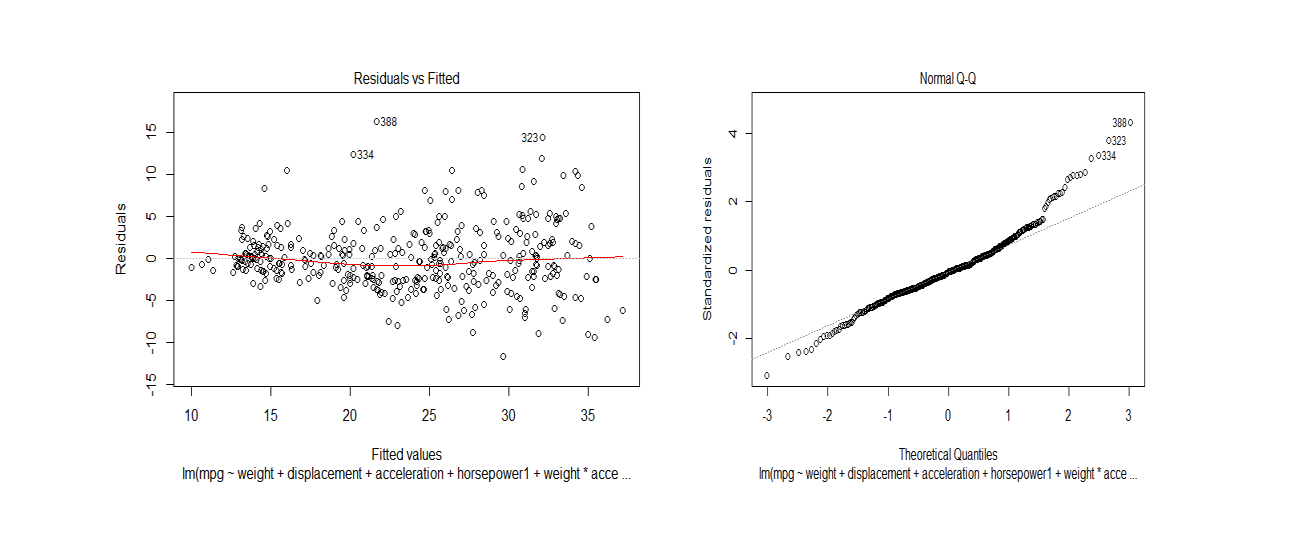 Residuals vs Fitted
Residuals
15
10
5
0
-5
-10
-15
388
323
334
10 15 20 25 30 35
Fitted values
lm(mpg ~ weight + displacement + acceleration + horsepower1 + weight * acce ...
Normal Q-Q
Standardized residuals
4
2
0
-2
388
323
334
-3 -2 -1 0 1 2 3
Theoretical Quantiles
lm(mpg ~ weight + displacement + acceleration + horsepower1 + weight * acce ...